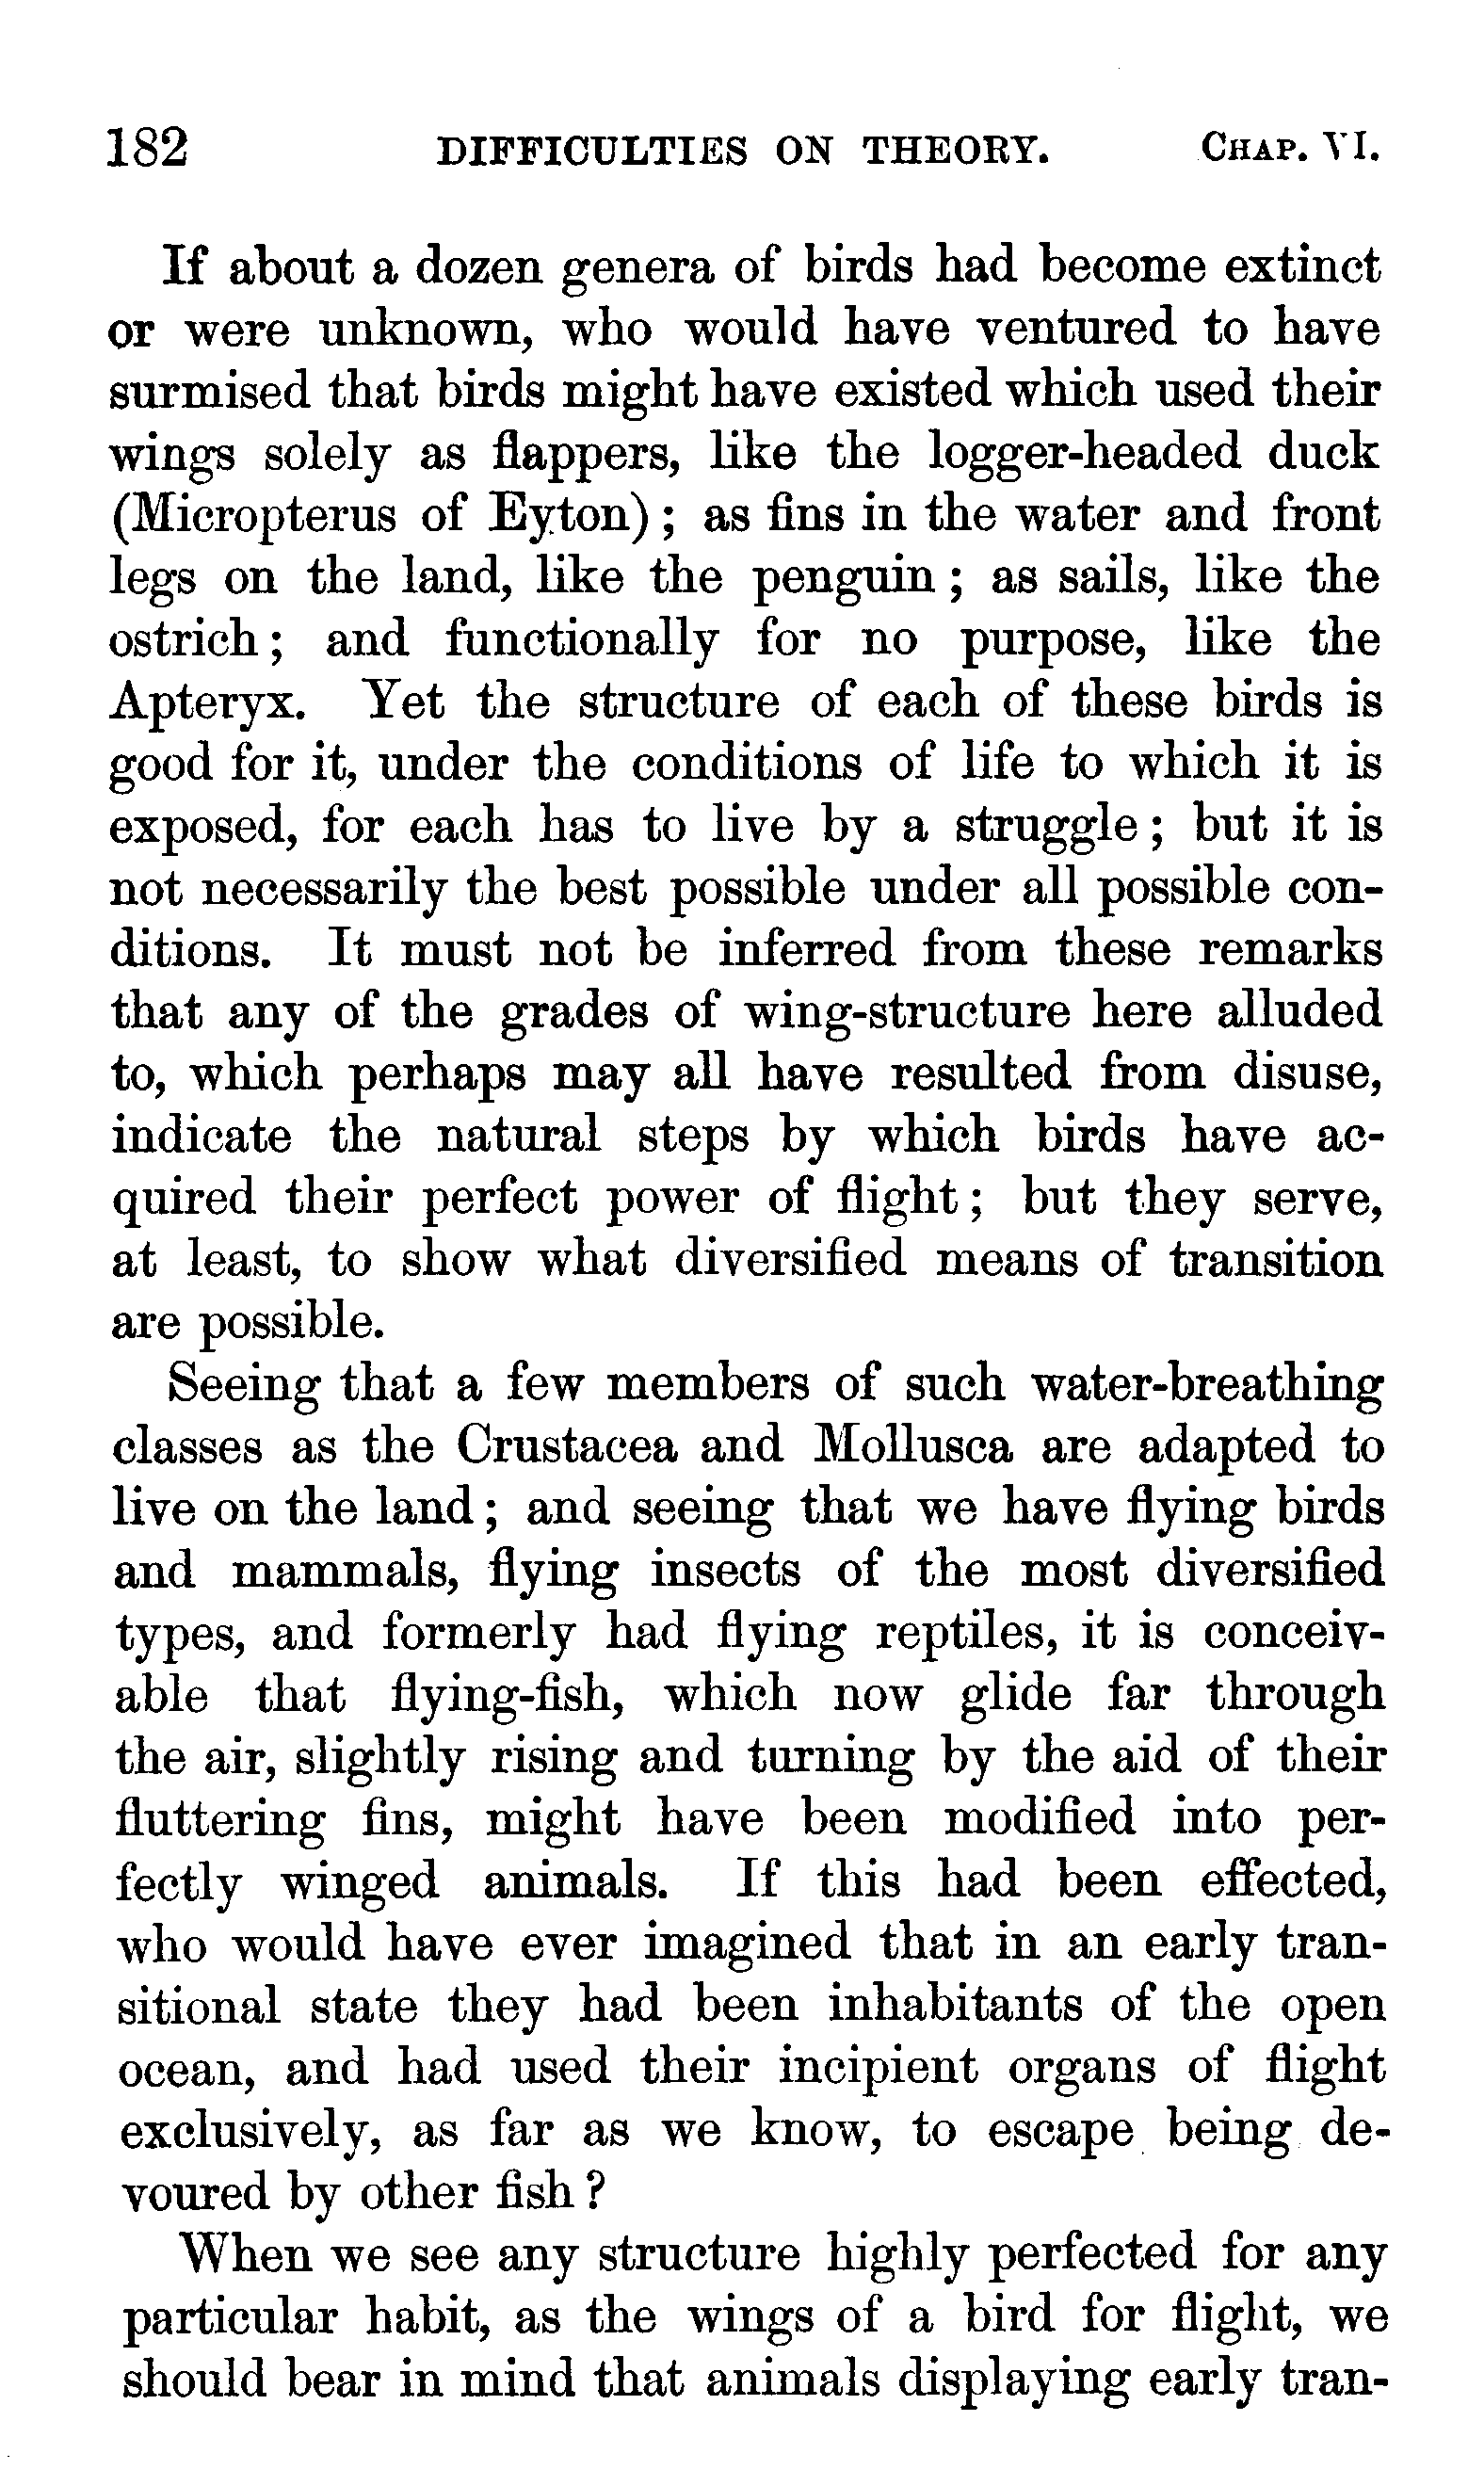 182 DIFFICULTIES ON THEORY. CHAP. VI.
If about a dozen genera of birds had become extinct
or were unknown, who would have ventured to have
surmised that birds might have existed which used their
wings solely as flappers, like the logger-headed duck
(Micropterus of Eyton) ; as fins in the water and front
legs on the land, like the penguin ; as sails, like the
ostrich ; and functionally for no purpose, like the
Apteryx. Yet the structure of each of these birds is
good for it, under the conditions of life to which it is
exposed, for each has to live by a struggle ; but it is
not necessarily the best possible under all possible con-
ditions. It must not be inferred from these remarks
that any of the grades of wing-structure here alluded
to, which perhaps may all have resulted from disuse,
indicate the natural steps by which birds have ac-
quired their perfect power of flight ; but they serve,
at least, to show what diversified means of transition
are possible.
Seeing that a few members of such water-breathing
classes as the Crustacea and Mollusca are adapted to
live on the land ; and seeing that we have flying birds
and mammals, flying insects of the most diversified
types, and formerly had flying reptiles, it is conceiv-
able that flying-fish, which now glide far through
the air, slightly rising and turning by the aid of their
fluttering fins, might have been modified into per-
fectly winged animals. If this had been effected,
who would have ever imagined that in an early tran-
sitional state they had been inhabitants of the open
ocean, and had used their incipient organs of flight
exclusively, as far as we know, to escape being de-
voured by other fish ?
When we see any structure highly perfected for any
particular habit, as the wings of a bird for flight, we
should bear in mind that animals displaying early tran-